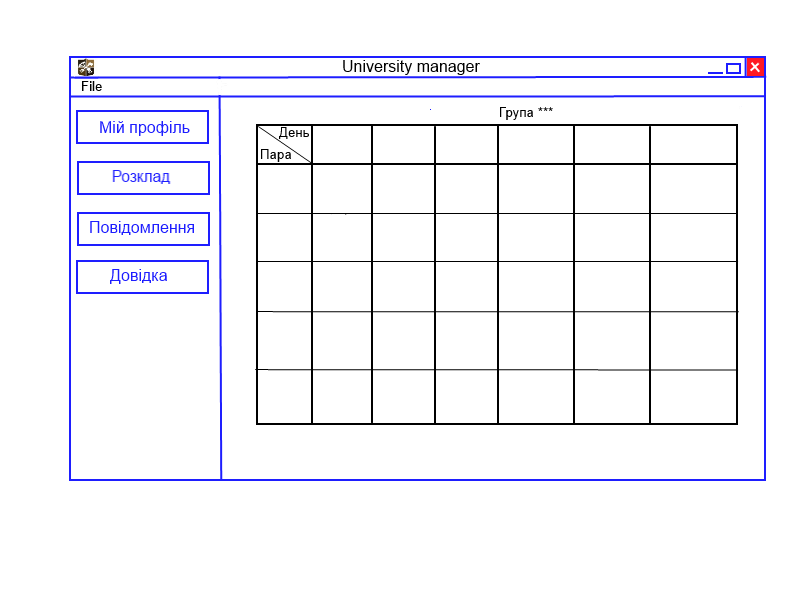 University manager
File
Мій профіль
Розклад
Повідомлення
Довідка
Група ***
День
Пара